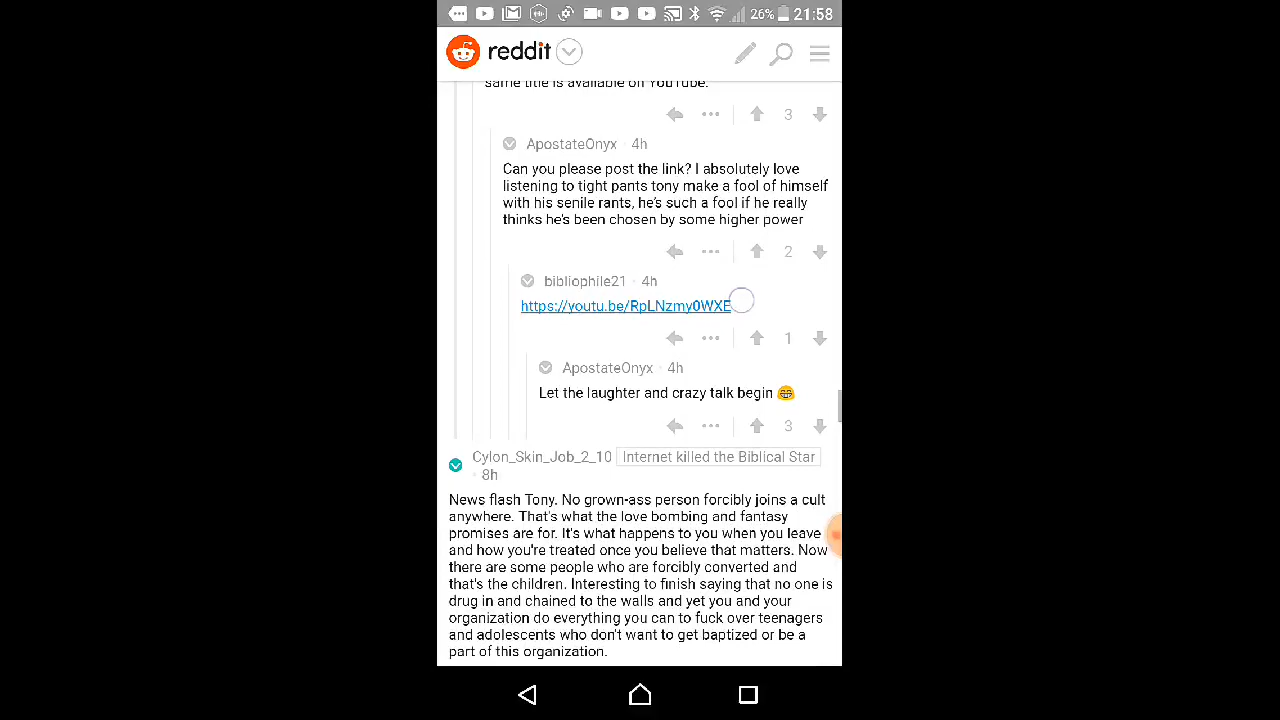 26% 21:58
reddit
same title is available on YouTube.
3
ApostateOnyx · 4h
Can you please post the link? I absolutely love
listening to tight pants tony make a fool of himself
with his senile rants, he's such a fool if he really
thinks he's been chosen by some higher power
2
bibliophile21 · 4h
https://youtu.be/RpLNzmy0WXE
1
ApostateOnyx · 4h
Let the laughter and crazy talk begin 😁
3
Cylon_Skin_Job_2_10 Internet killed the Biblical Star
· 8h
News flash Tony. No grown-ass person forcibly joins a cult
anywhere. That's what the love bombing and fantasy
promises are for. It's what happens to you when you leave
and how you're treated once you believe that matters. Now
there are some people who are forcibly converted and
that's the children. Interesting to finish saying that no one is
drug in and chained to the walls and yet you and your
organization do everything you can to fuck over teenagers
and adolescents who don't want to get baptized or be a
part of this organization.